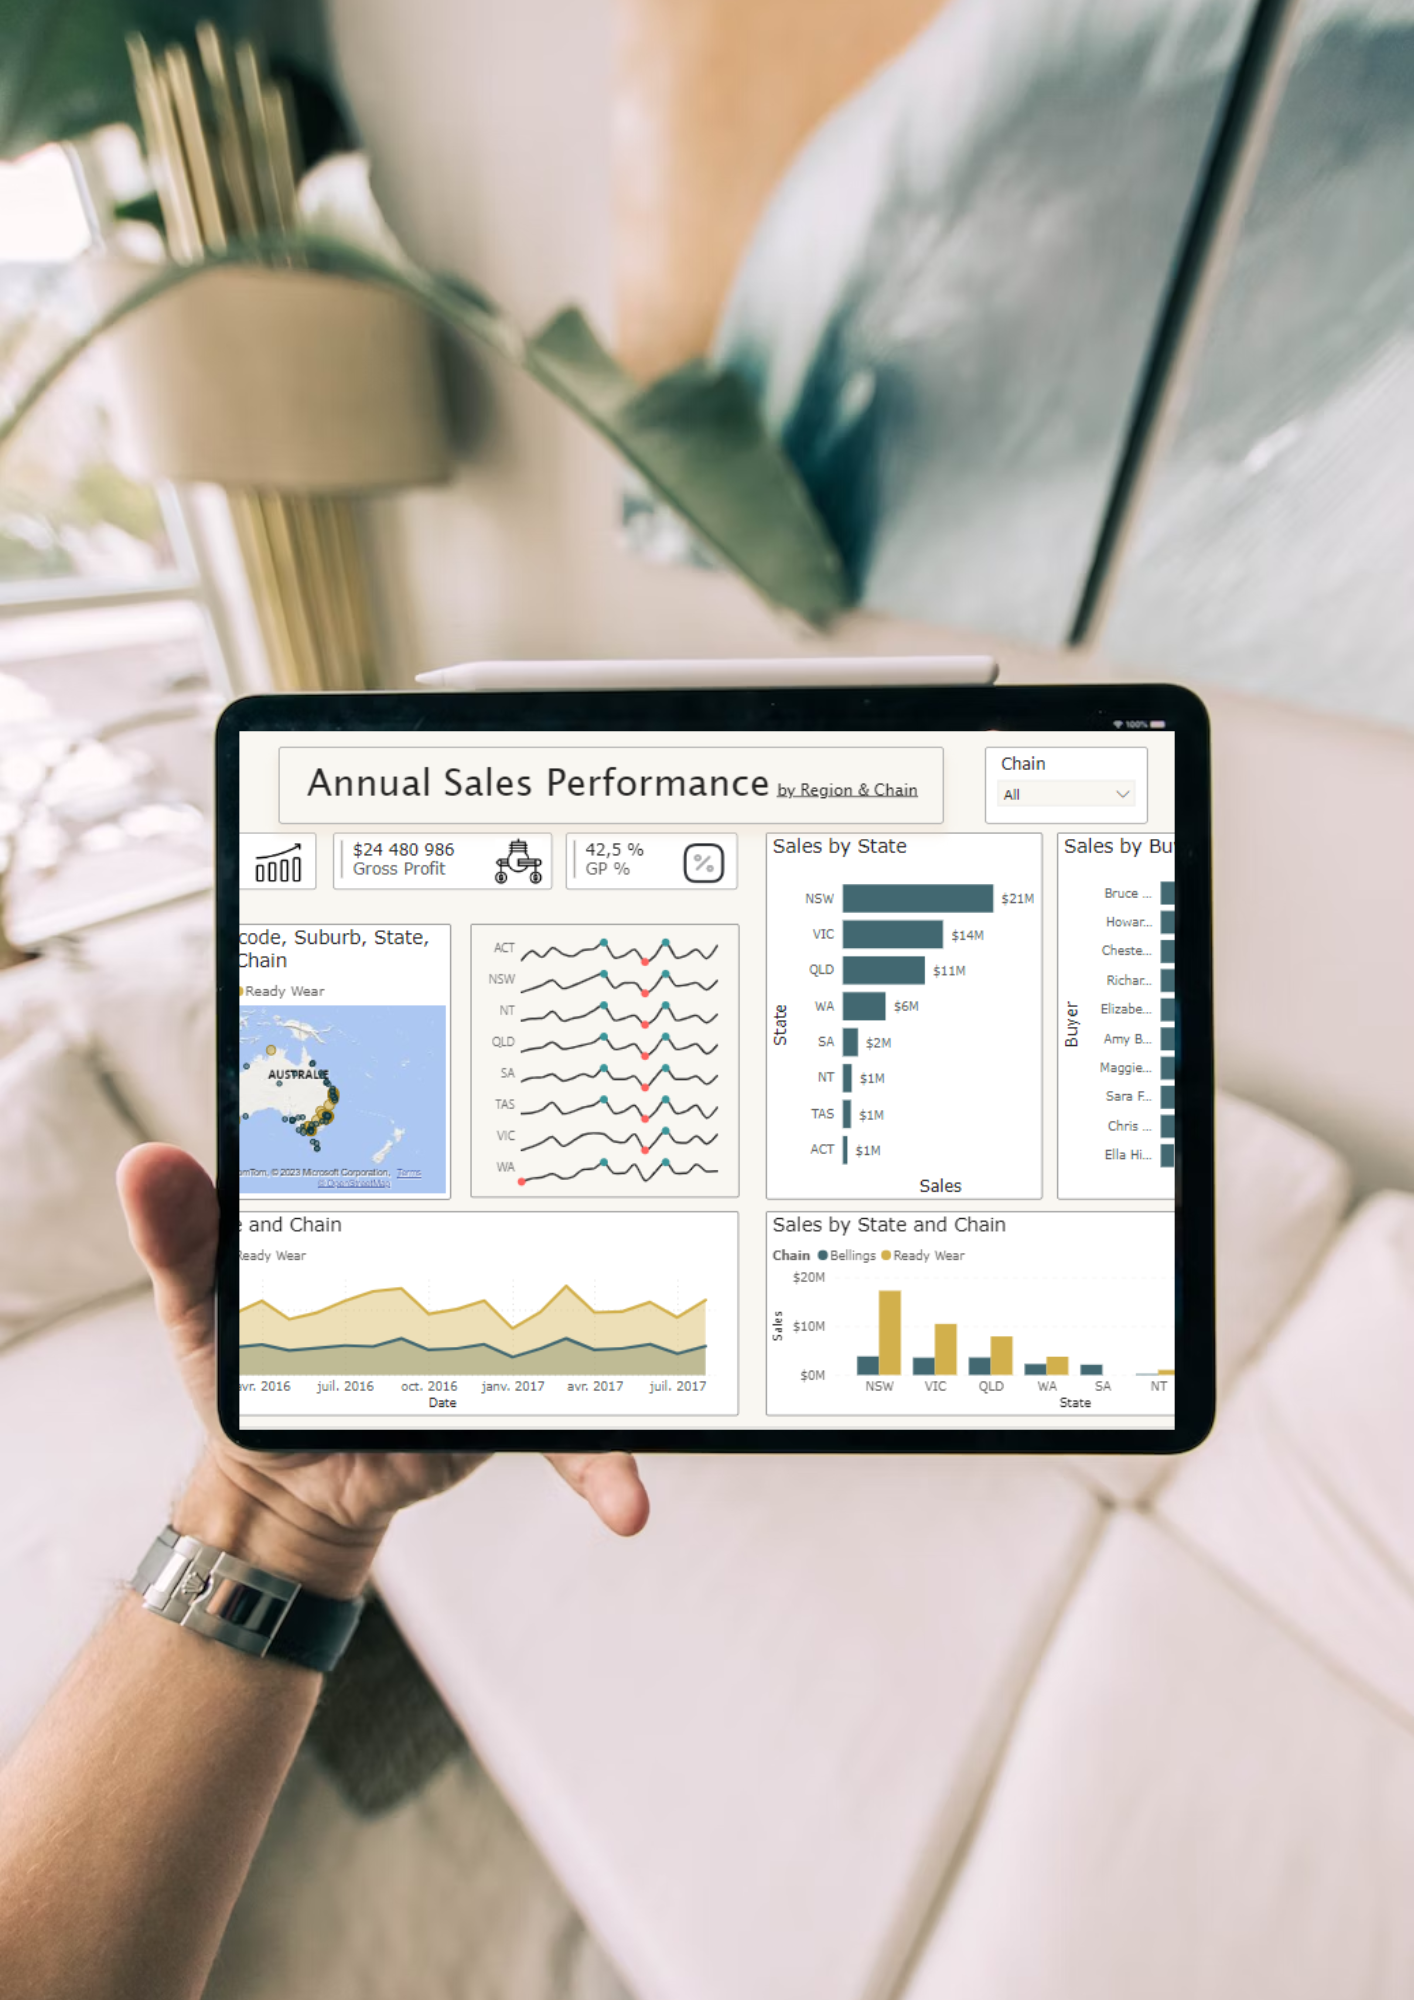 100%
Annual Sales Performance by Region & Chain
Chain
All
$24 480 986
Gross Profit
42,5 %
GP %
%
code, Suburb, State,
Chain
Ready Wear
AUSTRALIE
© 2023 Microsoft Corporation, Terms
© OpenStreetMap
ACT
NSW
NT
QLD
SA
TAS
VIC
WA
Sales by State
State
NSW $21M
VIC $14M
QLD $11M
WA $6M
SA $2M
NT $1M
TAS $1M
ACT $1M
Sales
Sales by Bu
Buyer
Bruce ...
Howar...
Cheste...
Richar...
Elizabe...
Amy B...
Maggie...
Sara F...
Chris ...
Ella Hi...
and Chain
Ready Wear
avr. 2016 juil. 2016 oct. 2016 janv. 2017 avr. 2017 juil. 2017
Date
Sales by State and Chain
Chain Bellings Ready Wear
Sales
$20M
$10M
$0M
NSW VIC QLD WA SA NT
State